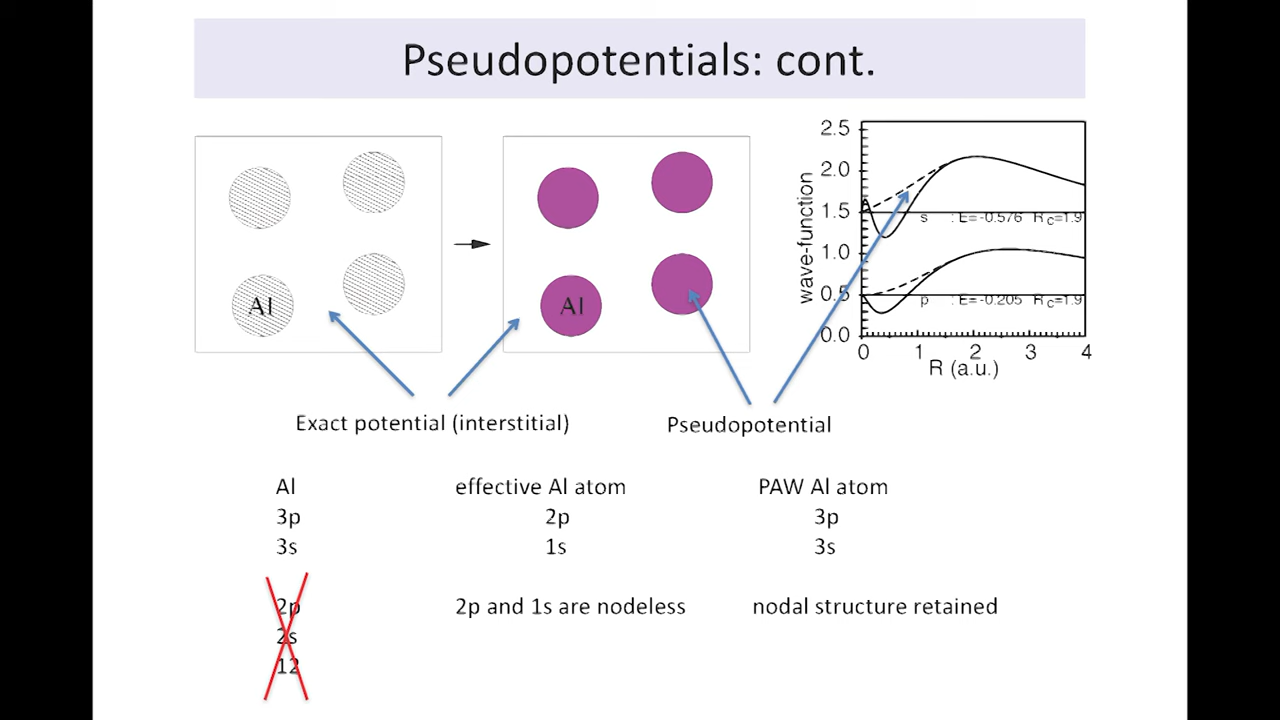 Pseudopotentials: cont.
Al
Al
2.5
2.0
1.5
1.0
0.5
0.0
wave-function
s : E=-0.576 Rc=1.9
p : E=-0.205 Rc=1.9
0 1 2 3 4
R (a.u.)
Exact potential (interstitial)
Pseudopotential
Al effective Al atom PAW Al atom
3p 2p 3p
3s 1s 3s
2p 2p and 1s are nodeless nodal structure retained
2s
12